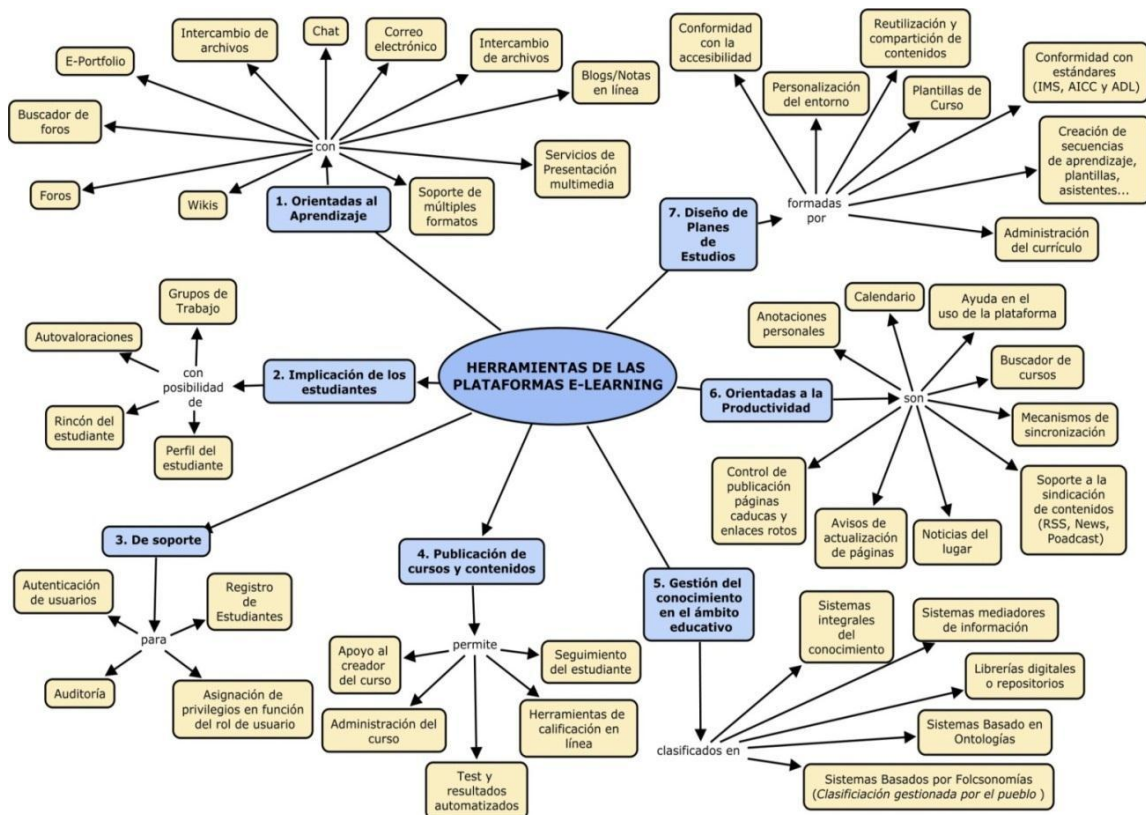 HERRAMIENTAS DE LAS
PLATAFORMAS E-LEARNING
1. Orientadas al
Aprendizaje
con
Foros
Buscador de
foros
E-Portfolio
Intercambio de
archivos
Chat
Correo
electrónico
Intercambio
de archivos
Blogs/Notas
en línea
Servicios de
Presentación
multimedia
Soporte de
múltiples
formatos
Wikis
2. Implicación de los
estudiantes
con
posibilidad
de
Grupos de
Trabajo
Autovaloraciones
Rincón del
estudiante
Perfil del
estudiante
3. De soporte
para
Autenticación
de usuarios
Registro
de
Estudiantes
Auditoría
Asignación de
privilegios en función
del rol de usuario
4. Publicación de
cursos y contenidos
permite
Apoyo al
creador
del curso
Administración del
curso
Test y
resultados
automatizados
Herramientas de
calificación en
línea
Seguimiento
del estudiante
5. Gestión del
conocimiento
en el ámbito
educativo
clasificados en
Sistemas
integrales
del
conocimiento
Sistemas mediadores
de información
Librerías digitales
o repositorios
Sistemas Basado en
Ontologías
Sistemas Basados por Folcsonomías
(Clasificiación gestionada por el pueblo )
6. Orientadas a la
Productividad
son
Anotaciones
personales
Calendario
Ayuda en el
uso de la plataforma
Buscador de
cursos
Mecanismos de
sincronización
Soporte a la
sindicación
de contenidos
(RSS, News,
Poadcast)
Noticias del
lugar
Avisos de
actualización
de páginas
Control de
publicación
páginas
caducas y
enlaces rotos
7. Diseño de
Planes
de
Estudios
formadas
por
Conformidad
con la
accesibilidad
Personalización
del entorno
Reutilización y
compartición de
contenidos
Plantillas de
Curso
Conformidad con
estándares
(IMS, AICC y ADL)
Creación de
secuencias
de aprendizaje,
plantillas,
asistentes...
Administración
del currículo